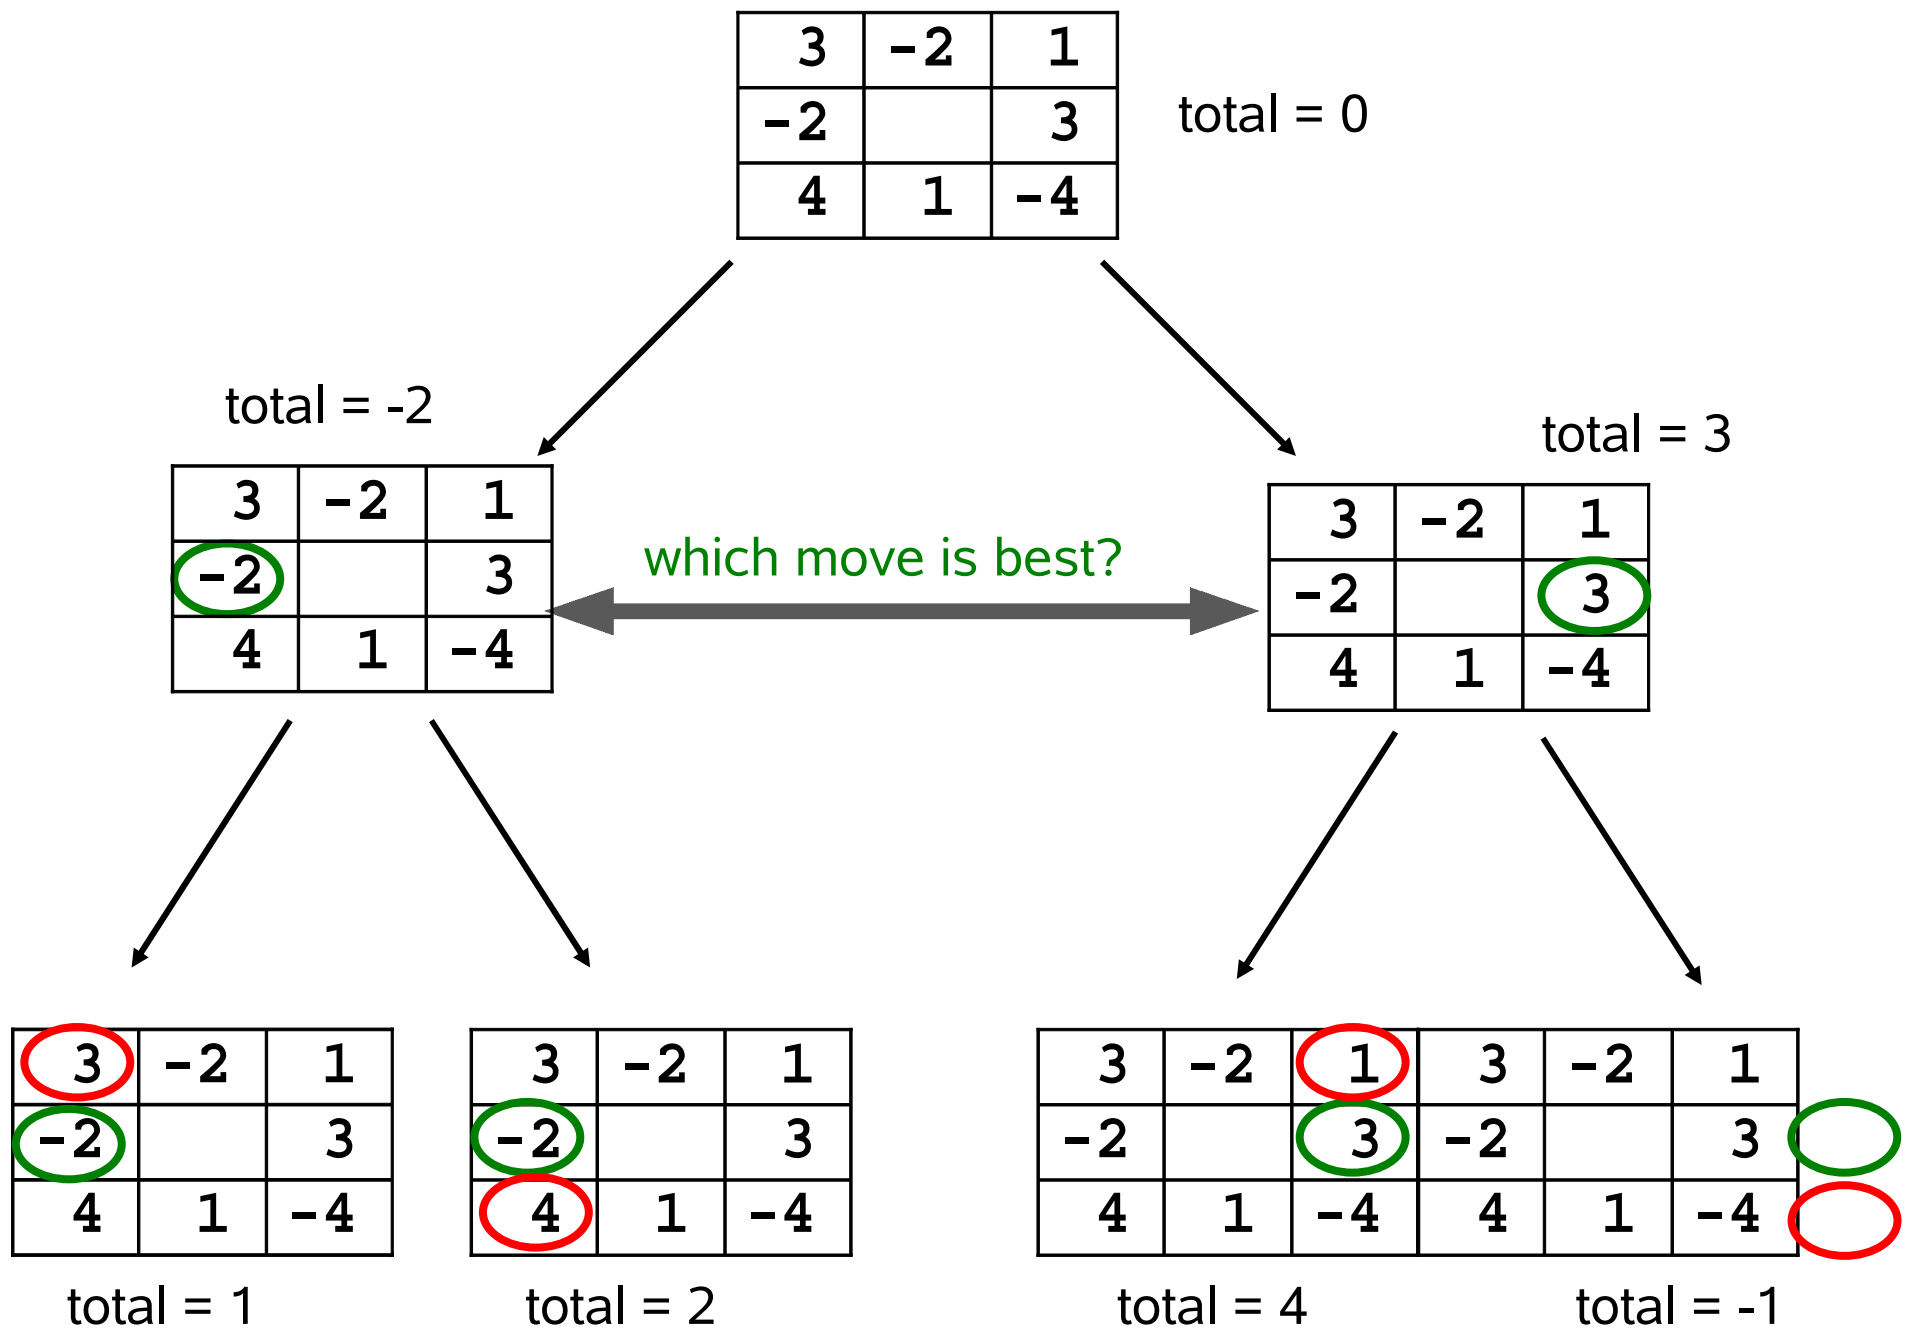 3 -2 1
-2 3
4 1 -4
total = 0
total = -2
3 -2 1
-2 3
4 1 -4
which move is best?
total = 3
3 -2 1
-2 3
4 1 -4
3 -2 1
-2 3
4 1 -4
total = 1
3 -2 1
-2 3
4 1 -4
total = 2
3 -2 1
-2 3
4 1 -4
total = 4
3 -2 1
-2 3
4 1 -4
total = -1